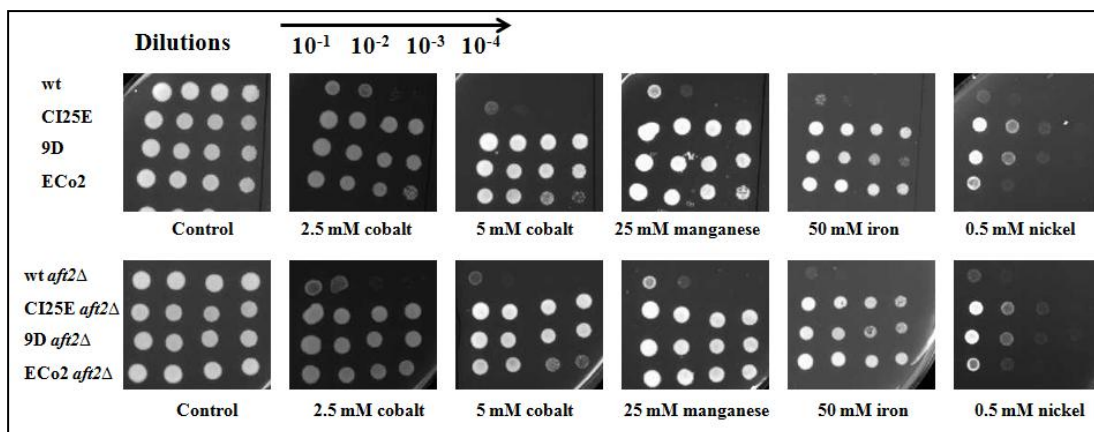 Dilutions 10⁻¹ 10⁻² 10⁻³ 10⁻⁴
wt
CI25E
9D
ECo2
Control 2.5 mM cobalt 5 mM cobalt 25 mM manganese 50 mM iron 0.5 mM nickel
wt aft2Δ
CI25E aft2Δ
9D aft2Δ
ECo2 aft2Δ
Control 2.5 mM cobalt 5 mM cobalt 25 mM manganese 50 mM iron 0.5 mM nickel